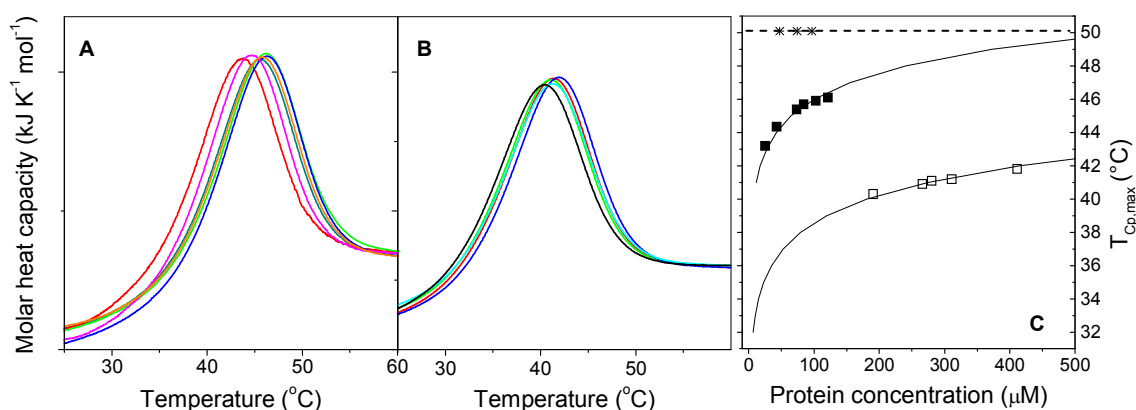 A
B
C
Molar heat capacity (kJ K⁻¹ mol⁻¹)
30
40
50
60
30
40
50
Temperature (°C)
Temperature (°C)
50
48
46
44
42
40
38
36
34
32
T_Cp,max (°C)
0
100
200
300
400
500
Protein concentration (μM)